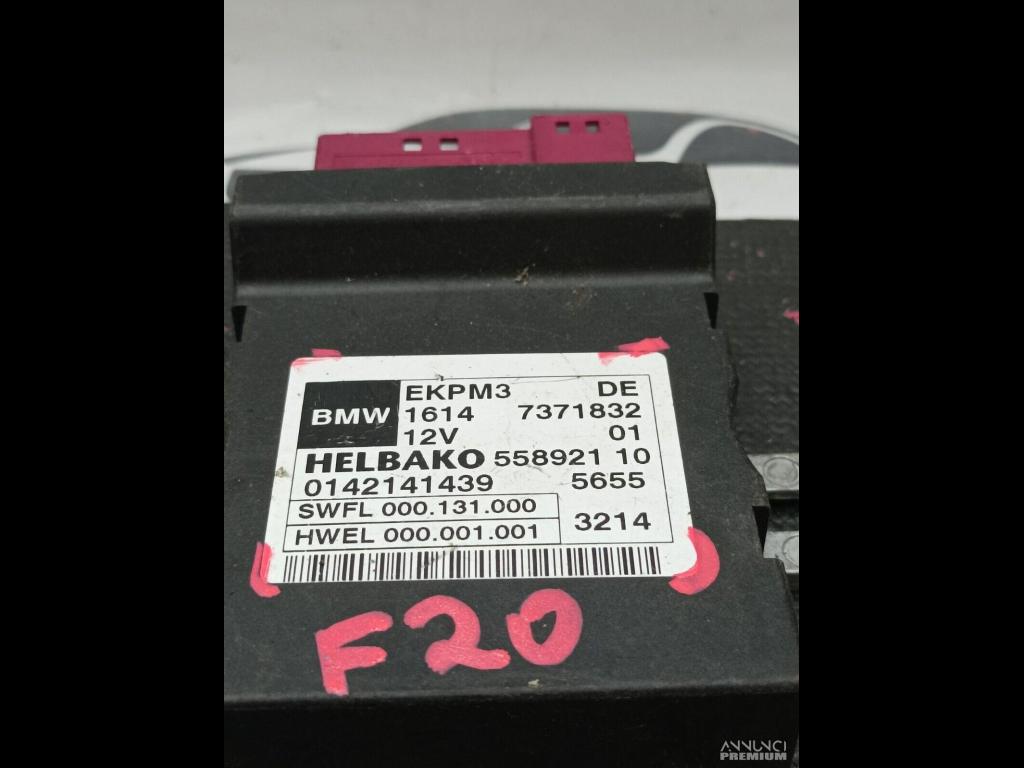 EKPM3 DE
BMW 1614 7371832
12V 01
HELBAKO 558921 10
0142141439 5655
SWFL 000.131.000
HWEL 000.001.001 3214
F20
ANNUNCI
PREMIUM